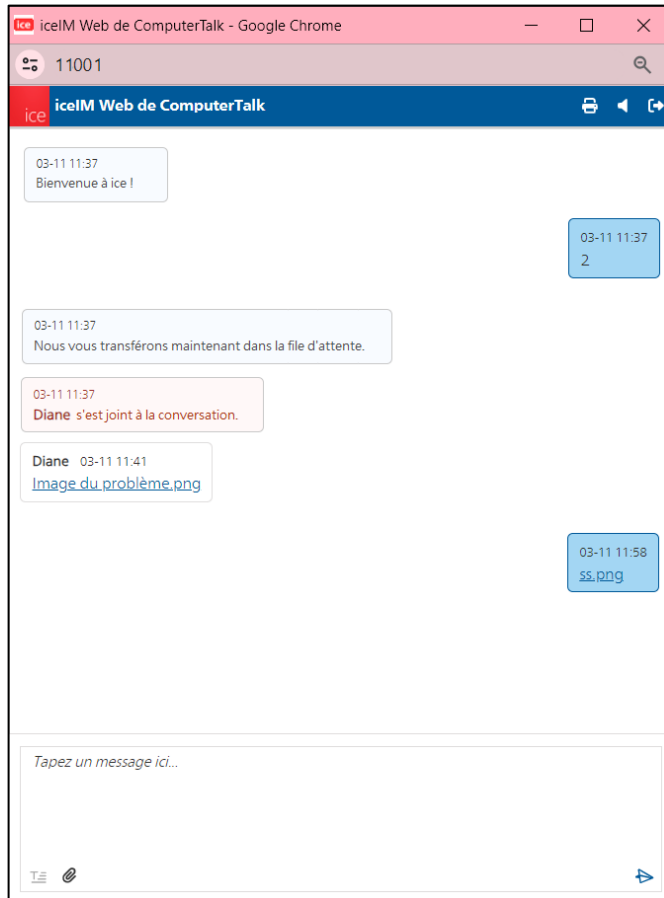 ice iceIM Web de ComputerTalk - Google Chrome
11001
ice iceIM Web de ComputerTalk
03-11 11:37
Bienvenue à ice !
03-11 11:37
2
03-11 11:37
Nous vous transférons maintenant dans la file d'attente.
03-11 11:37
Diane s'est joint à la conversation.
Diane 03-11 11:41
Image du problème.png
03-11 11:58
ss.png
Tapez un message ici...